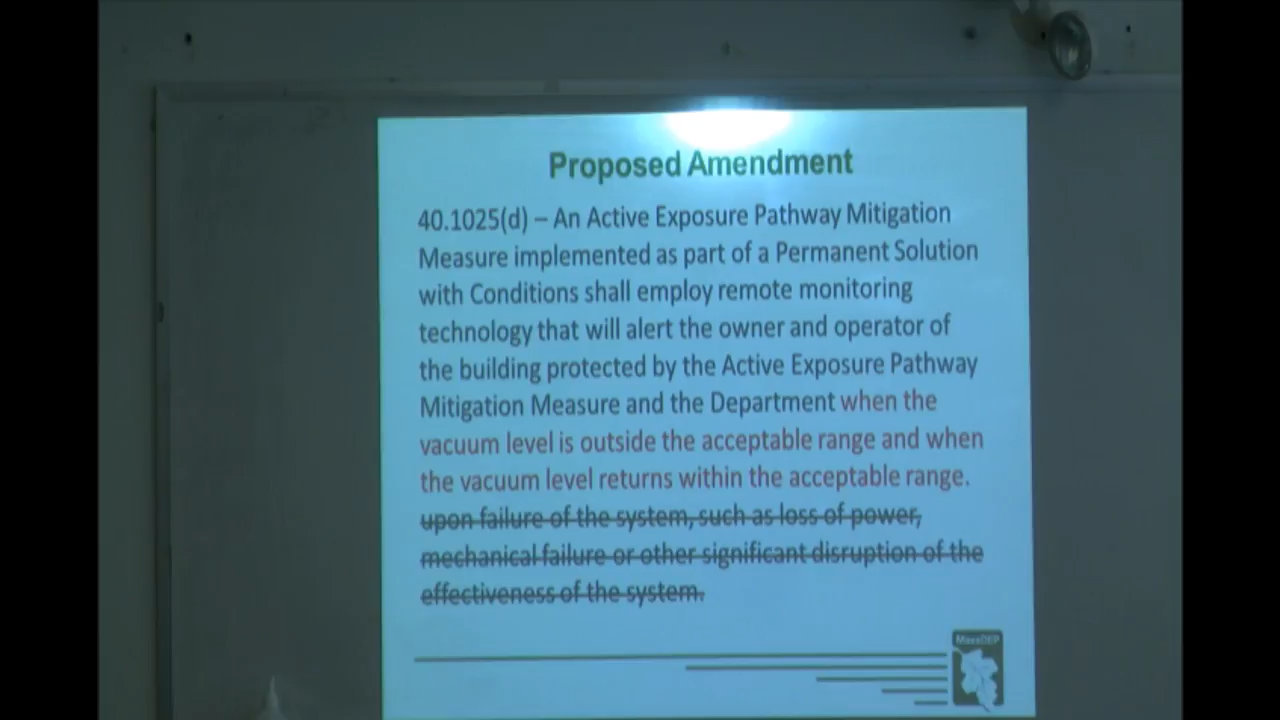 Proposed Amendment
40.1025(d) – An Active Exposure Pathway Mitigation
Measure implemented as part of a Permanent Solution
with Conditions shall employ remote monitoring
technology that will alert the owner and operator of
the building protected by the Active Exposure Pathway
Mitigation Measure and the Department when the
vacuum level is outside the acceptable range and when
the vacuum level returns within the acceptable range.
upon failure of the system, such as loss of power,
mechanical failure or other significant disruption of the
effectiveness of the system.
MassDEP